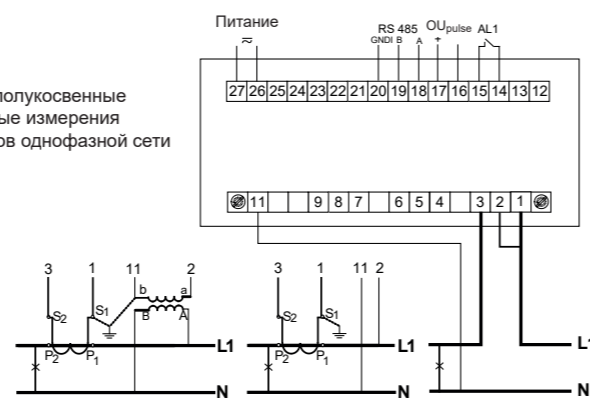 Питание
RS 485 OUpulse AL1
≂ GNDI B A +
27 26 25 24 23 22 21 20 19 18 17 16 15 14 13 12
полукосвенные
ые измерения
ов однофазной сети
11 9 8 7 6 5 4 3 2 1
3 1 11 2 3 1 11 2
b a
S2 S1 B A S2 S1
P2 P1 L1 P2 P1 L1 L1
N N N